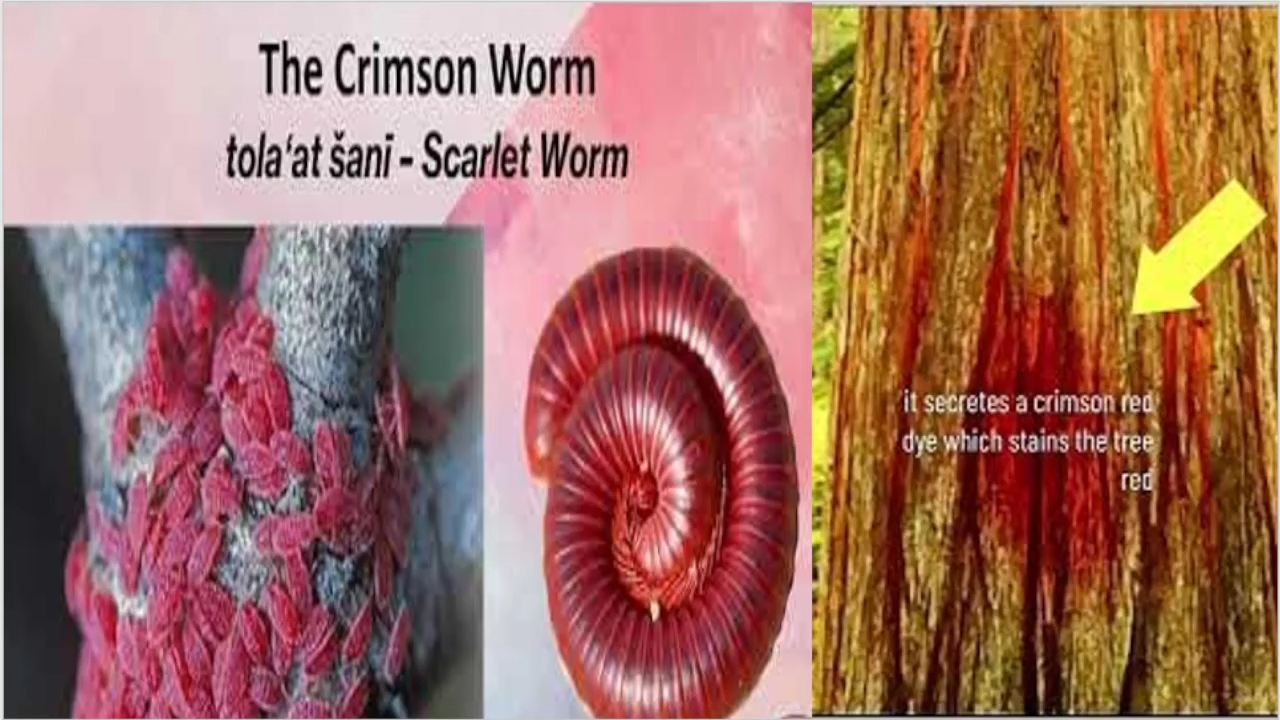 The Crimson Worm
tola‘at šani – Scarlet Worm
it secretes a crimson red
dye which stains the tree
red